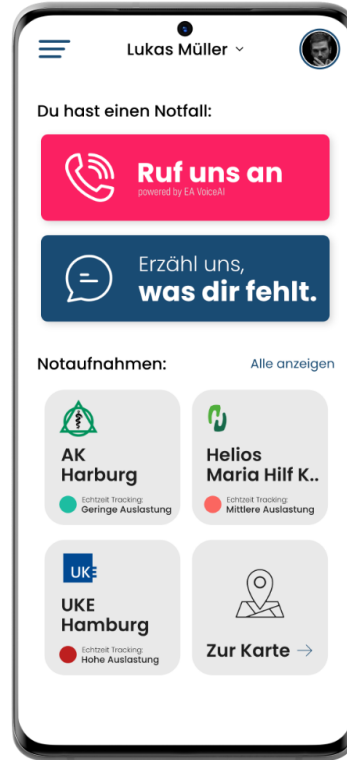 Lukas Müller
Du hast einen Notfall:
Ruf uns an
powered by EA VoiceAI
Erzähl uns,
was dir fehlt.
Notaufnahmen:
Alle anzeigen
AK
Harburg
Echtzeit Tracking:
Geringe Auslastung
Helios
Maria Hilf K..
Echtzeit Tracking:
Mittlere Auslastung
UKE
UKE
Hamburg
Echtzeit Tracking:
Hohe Auslastung
Zur Karte →